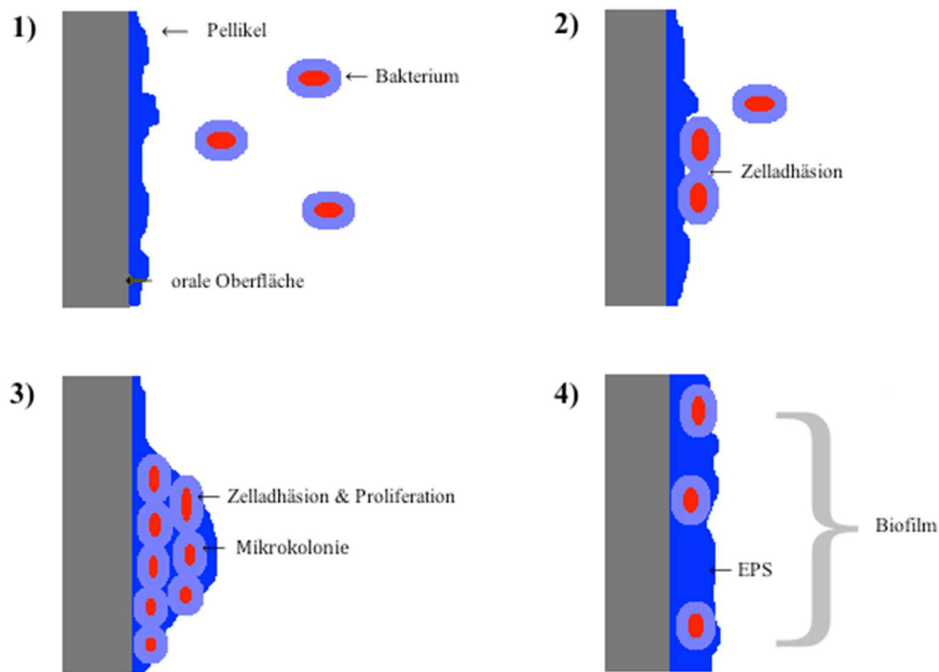 1)
← Pellikel
← Bakterium
← orale Oberfläche
2)
← Zelladhäsion
3)
← Zelladhäsion & Proliferation
← Mikrokolonie
4)
Biofilm
← EPS